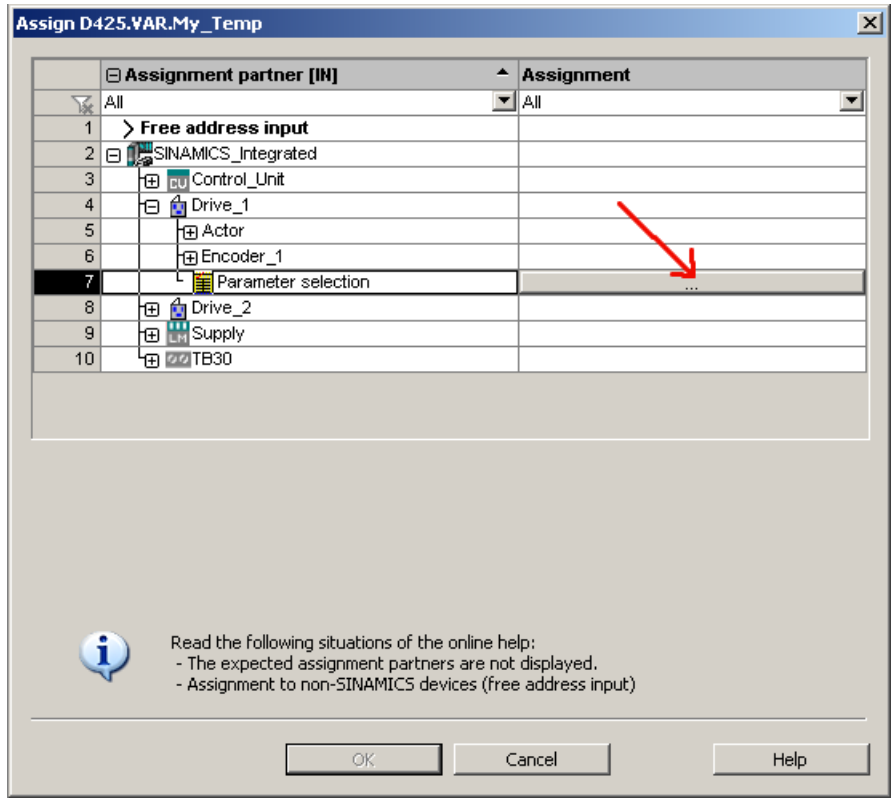 Assign D425.VAR.My_Temp
Assignment partner [IN] Assignment
All All
1 Free address input
2 SINAMICS_Integrated
3 CU Control_Unit
4 Drive_1
5 Actor
6 Encoder_1
7 Parameter selection ...
8 Drive_2
9 LM Supply
10 TB30
Read the following situations of the online help:
- The expected assignment partners are not displayed.
- Assignment to non-SINAMICS devices (free address input)
OK Cancel Help